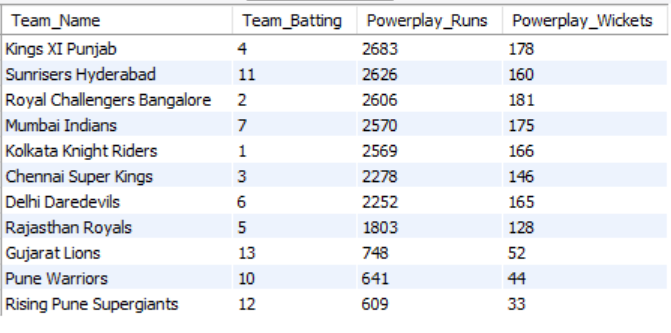 Team_Name Team_Batting Powerplay_Runs Powerplay_Wickets
Kings XI Punjab 4 2683 178
Sunrisers Hyderabad 11 2626 160
Royal Challengers Bangalore 2 2606 181
Mumbai Indians 7 2570 175
Kolkata Knight Riders 1 2569 166
Chennai Super Kings 3 2278 146
Delhi Daredevils 6 2252 165
Rajasthan Royals 5 1803 128
Gujarat Lions 13 748 52
Pune Warriors 10 641 44
Rising Pune Supergiants 12 609 33